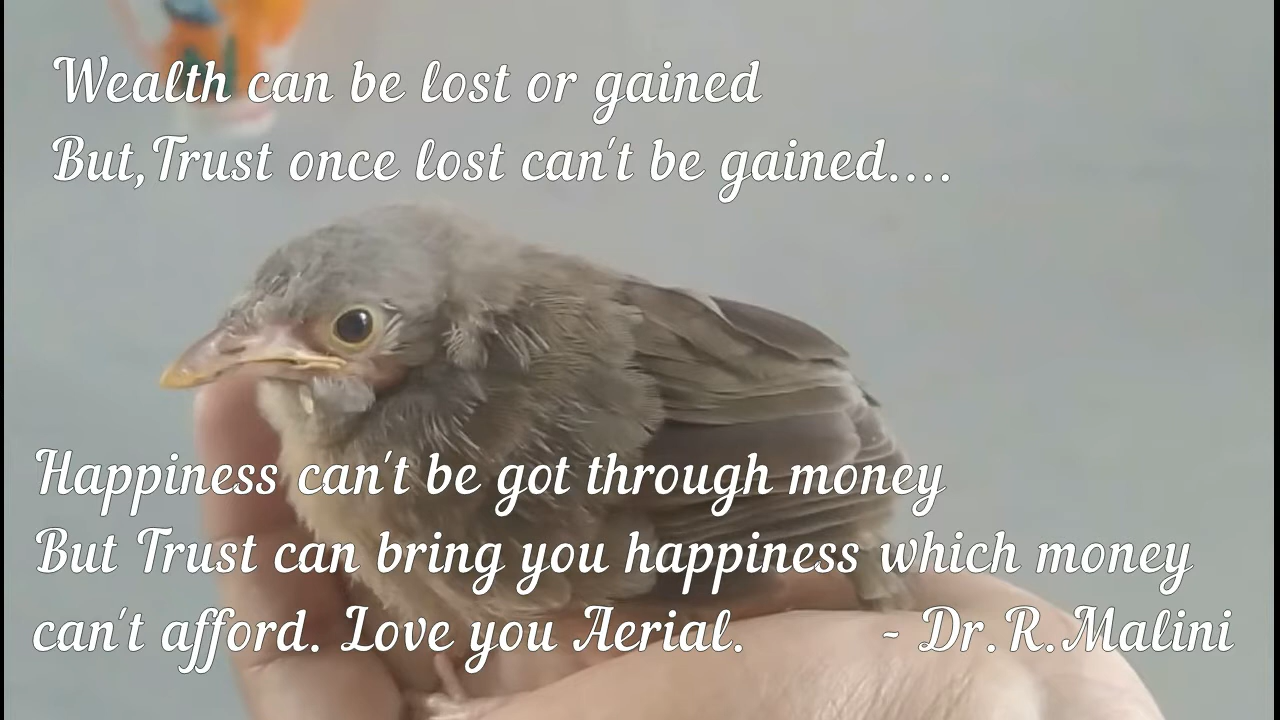 Wealth can be lost or gained
But,Trust once lost can't be gained....
Happiness can't be got through money
But Trust can bring you happiness which money
can't afford. Love you Aerial. - Dr.R.Malini